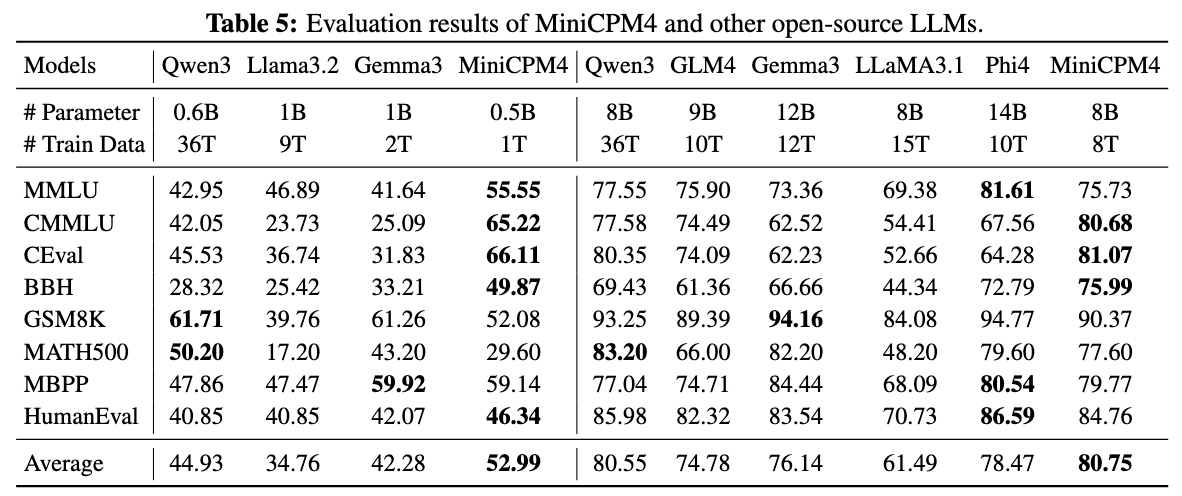 Table 5: Evaluation results of MiniCPM4 and other open-source LLMs.
Models Qwen3 Llama3.2 Gemma3 MiniCPM4 Qwen3 GLM4 Gemma3 LLaMA3.1 Phi4 MiniCPM4
# Parameter 0.6B 1B 1B 0.5B 8B 9B 12B 8B 14B 8B
# Train Data 36T 9T 2T 1T 36T 10T 12T 15T 10T 8T
MMLU 42.95 46.89 41.64 55.55 77.55 75.90 73.36 69.38 81.61 75.73
CMMLU 42.05 23.73 25.09 65.22 77.58 74.49 62.52 54.41 67.56 80.68
CEval 45.53 36.74 31.83 66.11 80.35 74.09 62.23 52.66 64.28 81.07
BBH 28.32 25.42 33.21 49.87 69.43 61.36 66.66 44.34 72.79 75.99
GSM8K 61.71 39.76 61.26 52.08 93.25 89.39 94.16 84.08 94.77 90.37
MATH500 50.20 17.20 43.20 29.60 83.20 66.00 82.20 48.20 79.60 77.60
MBPP 47.86 47.47 59.92 59.14 77.04 74.71 84.44 68.09 80.54 79.77
HumanEval 40.85 40.85 42.07 46.34 85.98 82.32 83.54 70.73 86.59 84.76
Average 44.93 34.76 42.28 52.99 80.55 74.78 76.14 61.49 78.47 80.75